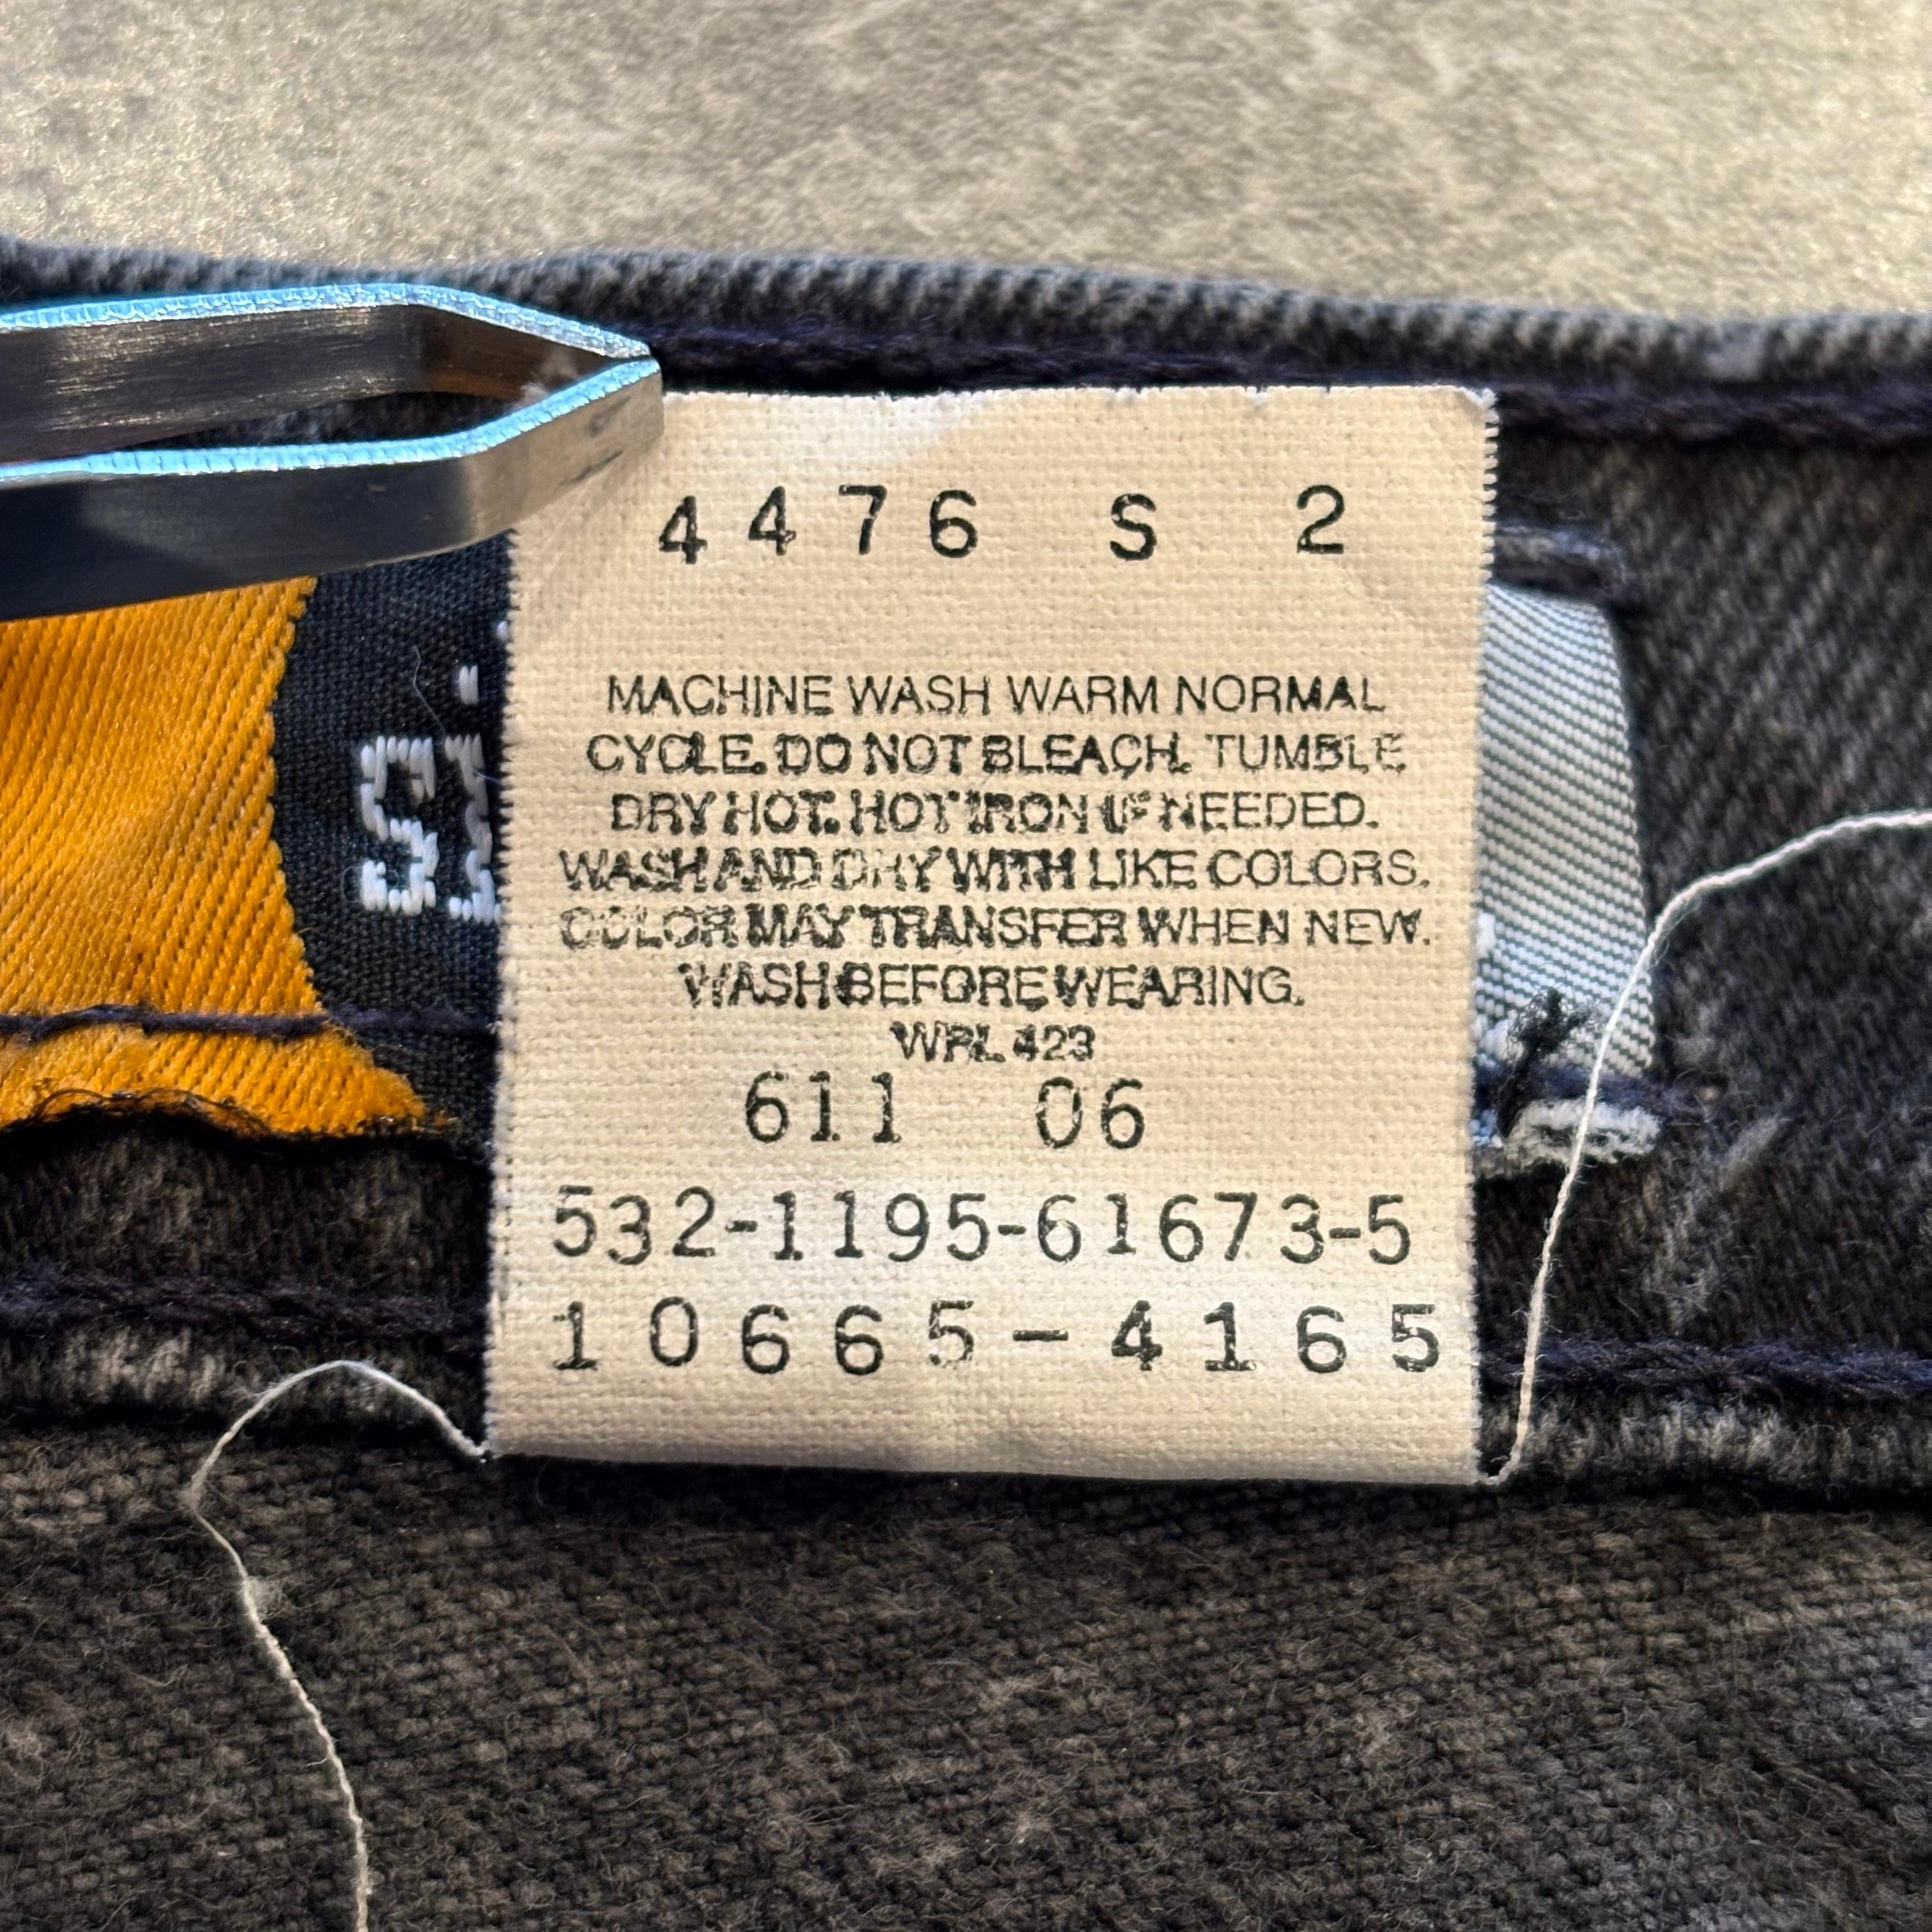 4476 S 2
MACHINE WASH WARM NORMAL
CYCLE. DO NOT BLEACH. TUMBLE
DRY HOT. HOT IRON IF NEEDED.
WASH AND DRY WITH LIKE COLORS.
COLOR MAY TRANSFER WHEN NEW.
WASH BEFORE WEARING.
WPL 423
611 06
532-1195-61673-5
10665-4165